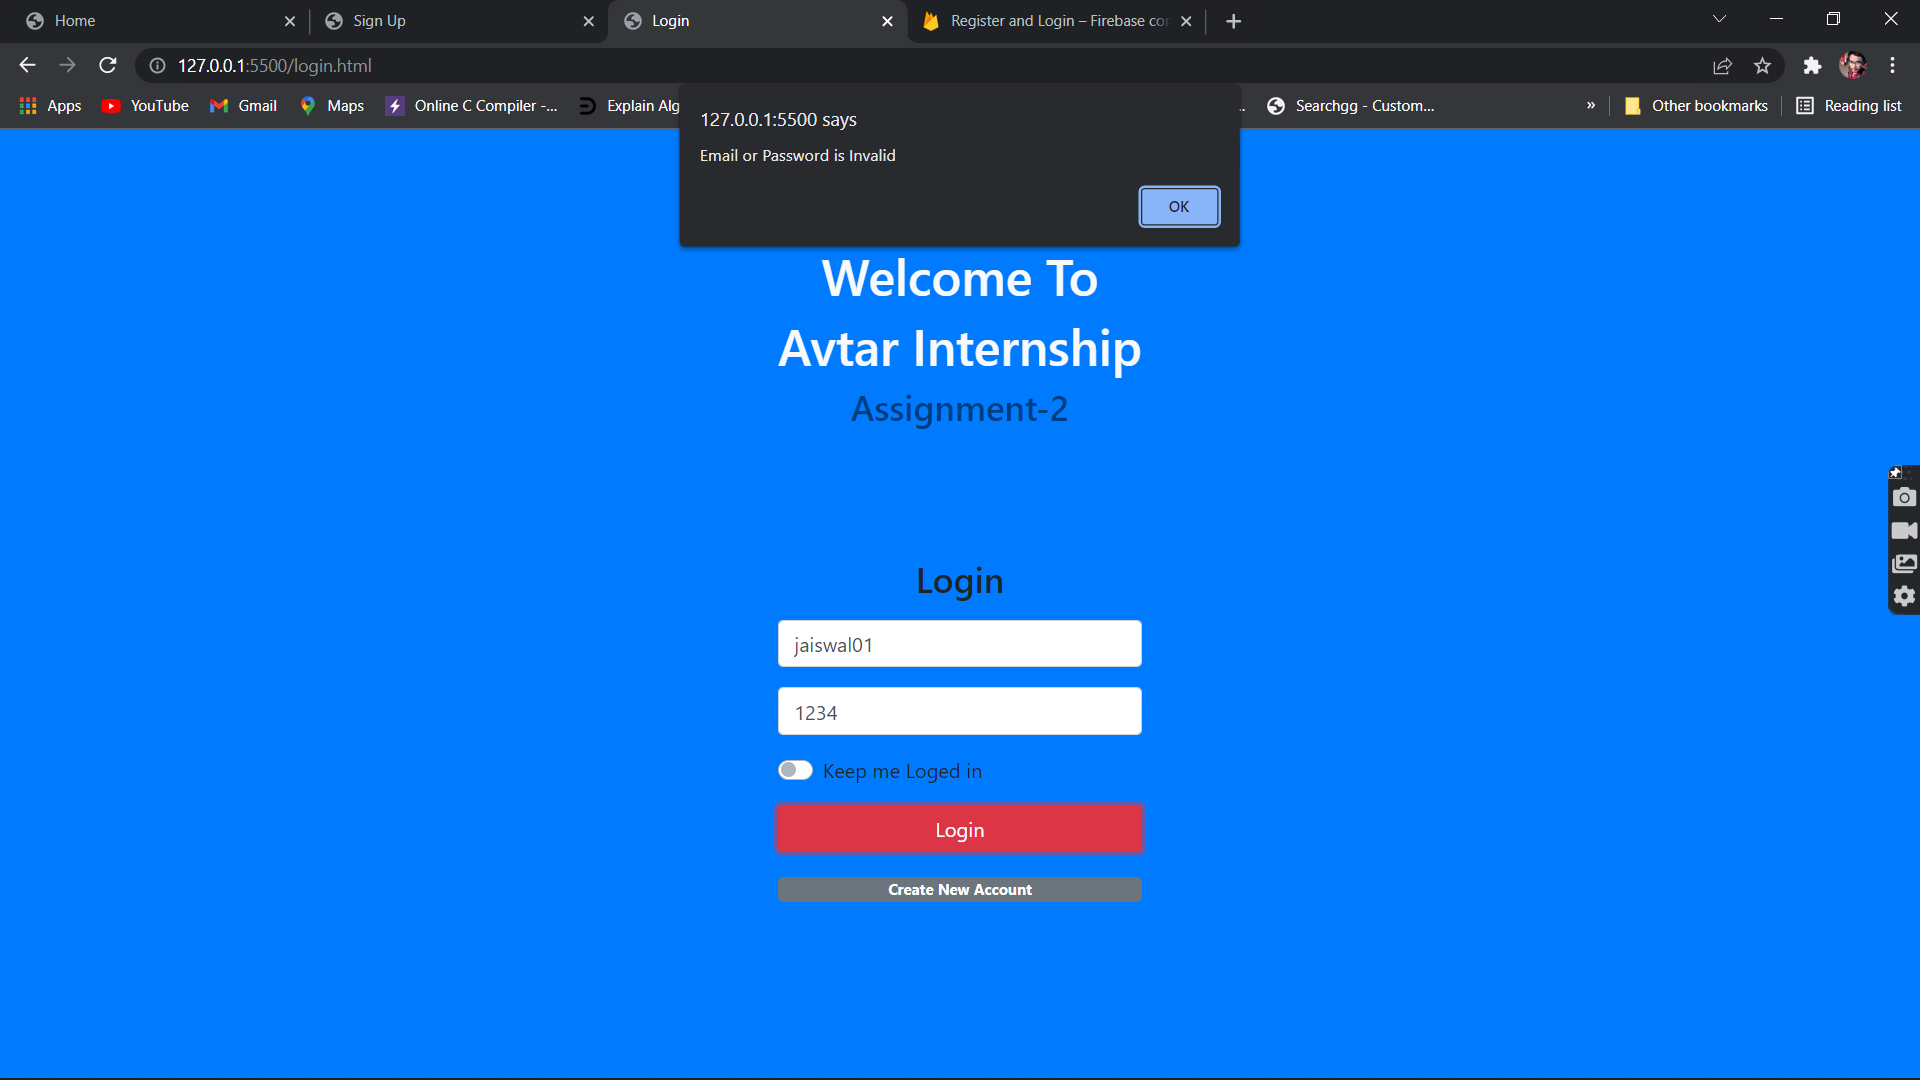 Home
Sign Up
Login
Register and Login – Firebase cor
127.0.0.1:5500/login.html
Apps
YouTube
Gmail
Maps
Online C Compiler -...
Explain Alg
Searchgg - Custom...
»
Other bookmarks
Reading list
127.0.0.1:5500 says
Email or Password is Invalid
OK
Welcome To
Avtar Internship
Assignment-2
Login
jaiswal01
1234
Keep me Loged in
Login
Create New Account